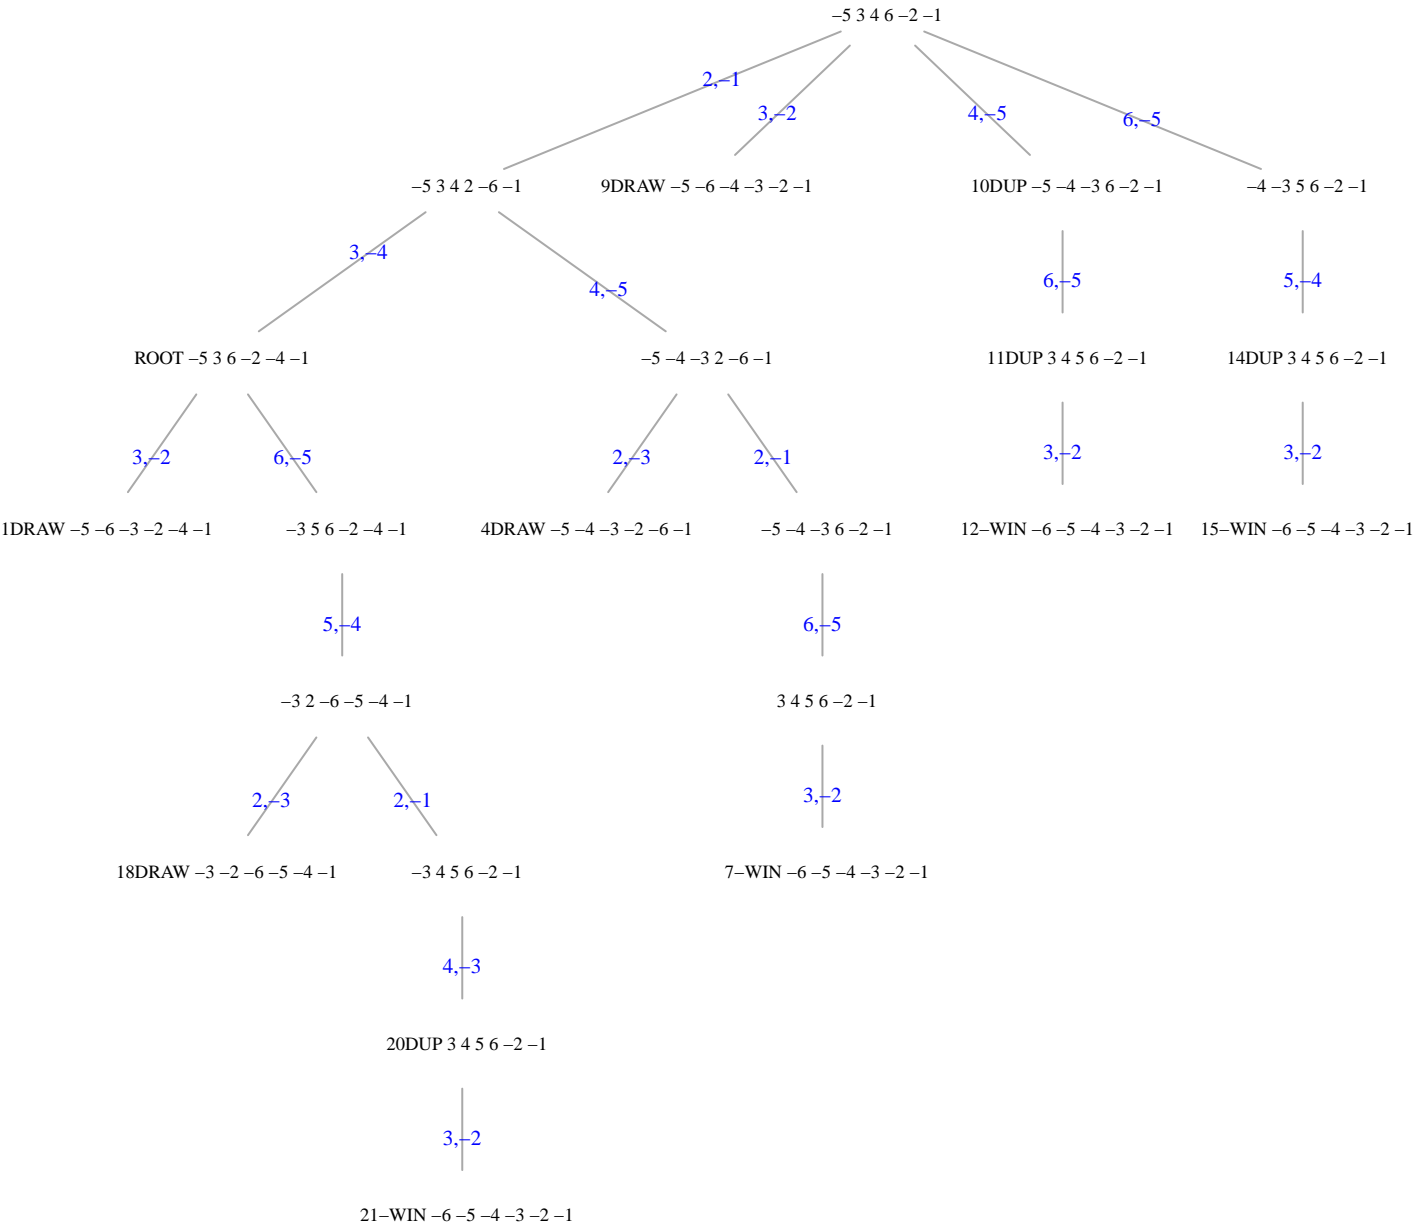 –5 3 4 6 –2 –1
2,–1
3,–2
4,–5
6,–5
–5 3 4 2 –6 –1
9DRAW –5 –6 –4 –3 –2 –1
10DUP –5 –4 –3 6 –2 –1
–4 –3 5 6 –2 –1
3,–4
4,–5
6,–5
5,–4
ROOT –5 3 6 –2 –4 –1
–5 –4 –3 2 –6 –1
11DUP 3 4 5 6 –2 –1
14DUP 3 4 5 6 –2 –1
3,–2
6,–5
2,–3
2,–1
3,–2
3,–2
1DRAW –5 –6 –3 –2 –4 –1
–3 5 6 –2 –4 –1
4DRAW –5 –4 –3 –2 –6 –1
–5 –4 –3 6 –2 –1
12–WIN –6 –5 –4 –3 –2 –1
15–WIN –6 –5 –4 –3 –2 –1
5,–4
6,–5
–3 2 –6 –5 –4 –1
3 4 5 6 –2 –1
2,–3
2,–1
3,–2
18DRAW –3 –2 –6 –5 –4 –1
–3 4 5 6 –2 –1
7–WIN –6 –5 –4 –3 –2 –1
4,–3
20DUP 3 4 5 6 –2 –1
3,–2
21–WIN –6 –5 –4 –3 –2 –1